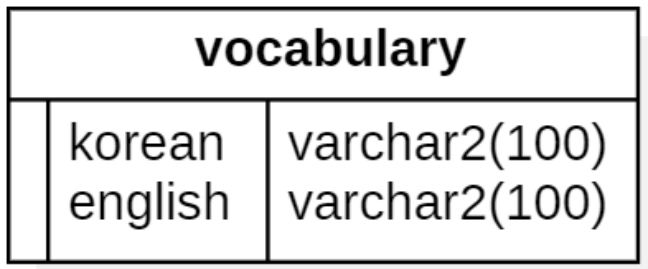 vocabulary
korean varchar2(100)
english varchar2(100)